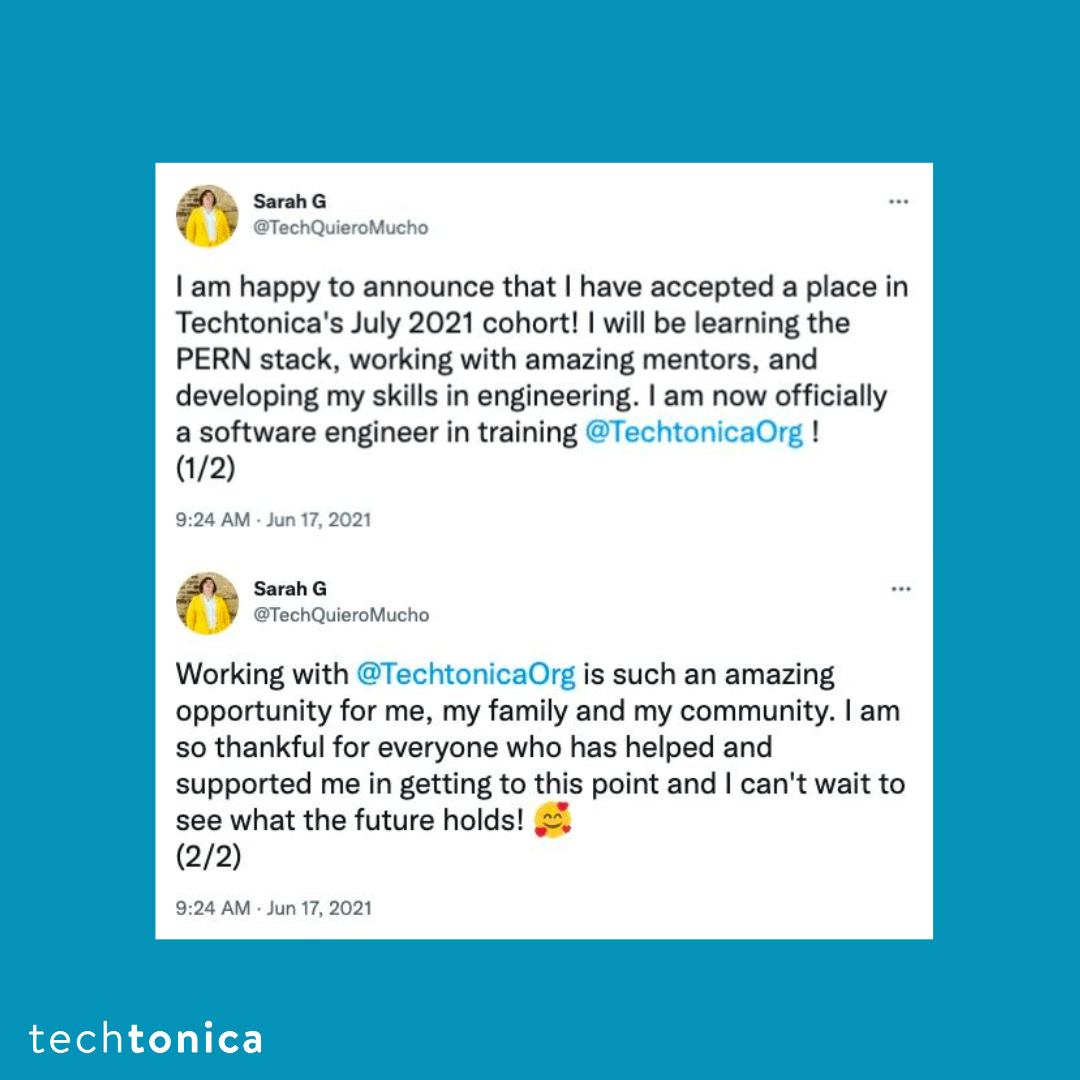 Sarah G
@TechQuieroMucho
I am happy to announce that I have accepted a place in
Techtonica's July 2021 cohort! I will be learning the
PERN stack, working with amazing mentors, and
developing my skills in engineering. I am now officially
a software engineer in training @TechtonicaOrg !
(1/2)
9:24 AM · Jun 17, 2021
Sarah G
@TechQuieroMucho
Working with @TechtonicaOrg is such an amazing
opportunity for me, my family and my community. I am
so thankful for everyone who has helped and
supported me in getting to this point and I can't wait to
see what the future holds! 🥰
(2/2)
9:24 AM · Jun 17, 2021
techtonica